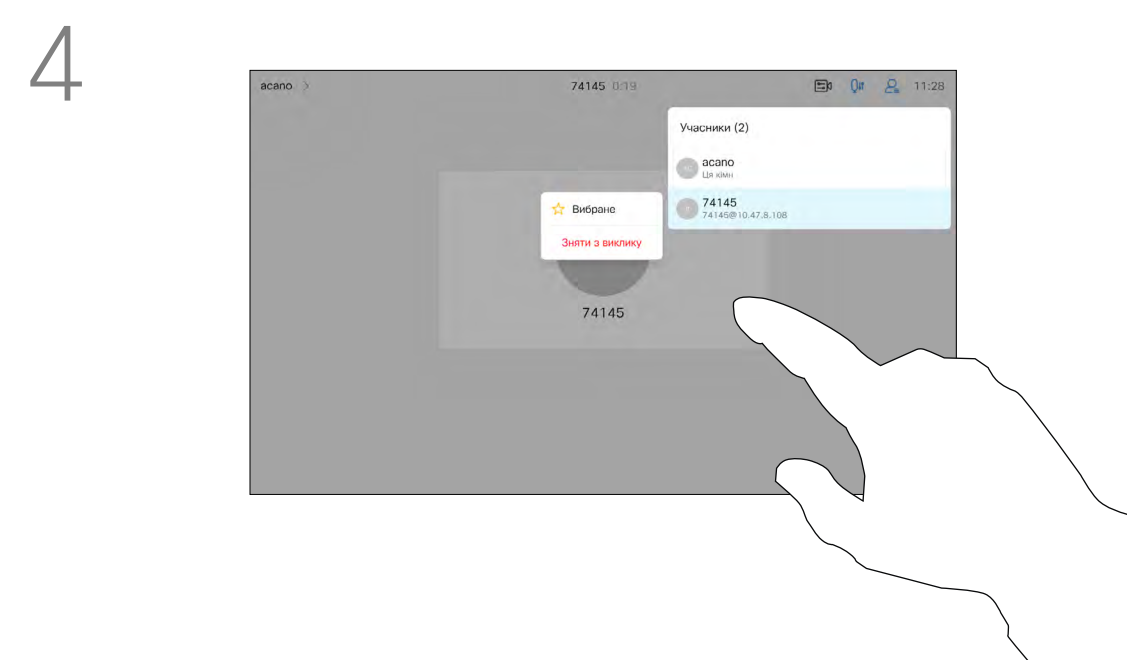 4
acano >
74145 0:19
11:28
Учасники (2)
acano
Ця кімн
74145
74145@10.47.8.108
Вибране
Зняти з виклику
74145